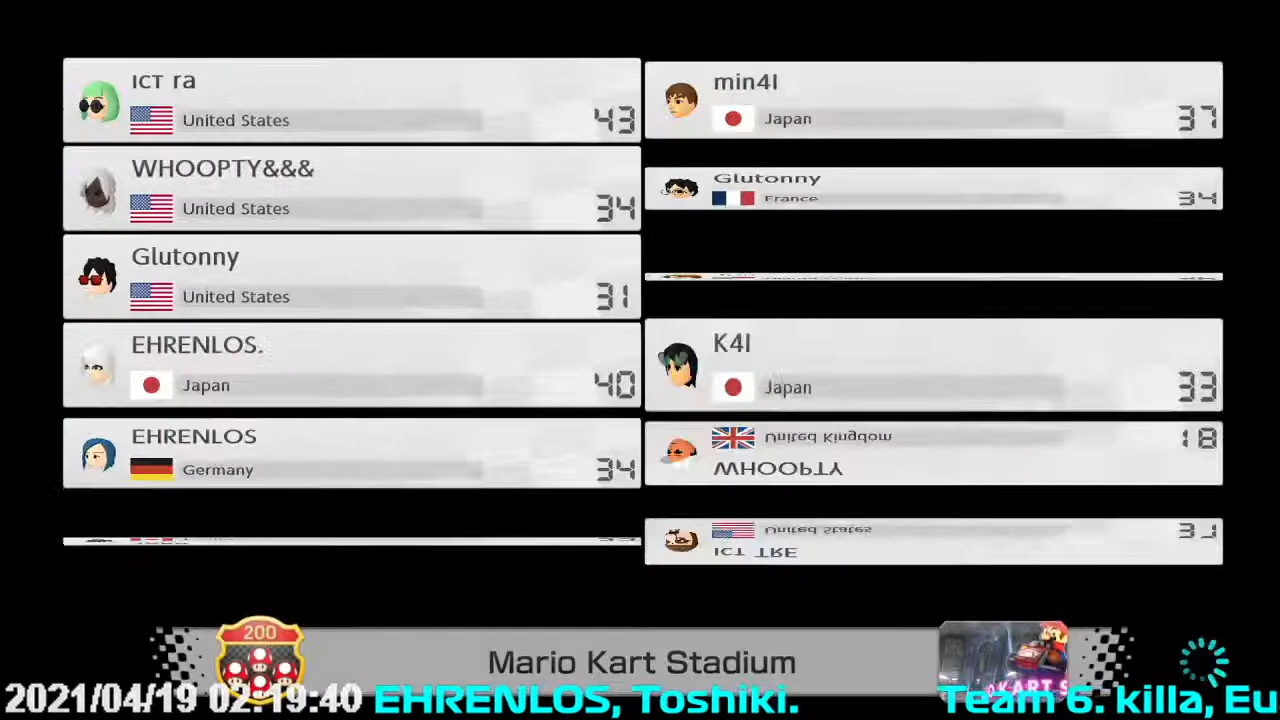 ICT ra
United States
43
WHOOPTY&&&
United States
34
Glutonny
United States
31
EHRENLOS.
Japan
40
EHRENLOS
Germany
34
min4l
Japan
37
Glutonny
France
34
K4l
Japan
33
United Kingdom
18
WHOOPTY
United States
31
ICT TRE
200
Mario Kart Stadium
2021/04/19 02:19:40 EHRENLOS, Toshiki. Team 6. killa, Eu